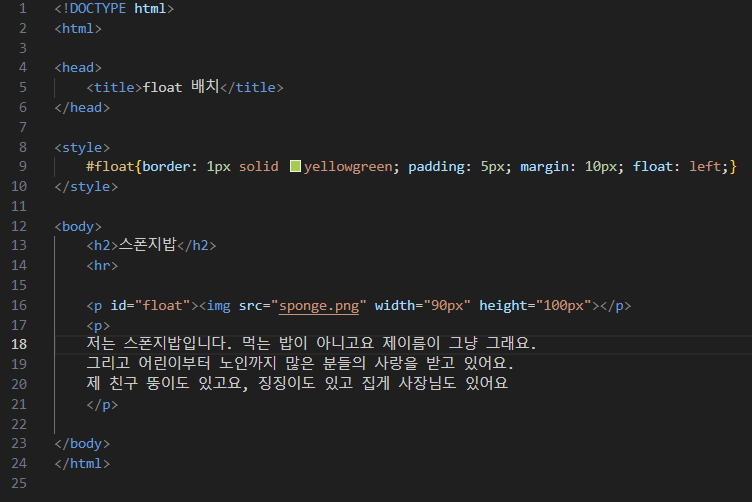 1 <!DOCTYPE html>
2 <html>
3
4 <head>
5 <title>float 배치</title>
6 </head>
7
8 <style>
9 #float{border: 1px solid yellowgreen; padding: 5px; margin: 10px; float: left;}
10 </style>
11
12 <body>
13 <h2>스폰지밥</h2>
14 <hr>
15
16 <p id="float"><img src="sponge.png" width="90px" height="100px"></p>
17 <p>
18 저는 스폰지밥입니다. 먹는 밥이 아니고요 제이름이 그냥 그래요.
19 그리고 어린이부터 노인까지 많은 분들의 사랑을 받고 있어요.
20 제 친구 뚱이도 있고요, 징징이도 있고 집게 사장님도 있어요
21 </p>
22
23 </body>
24 </html>
25